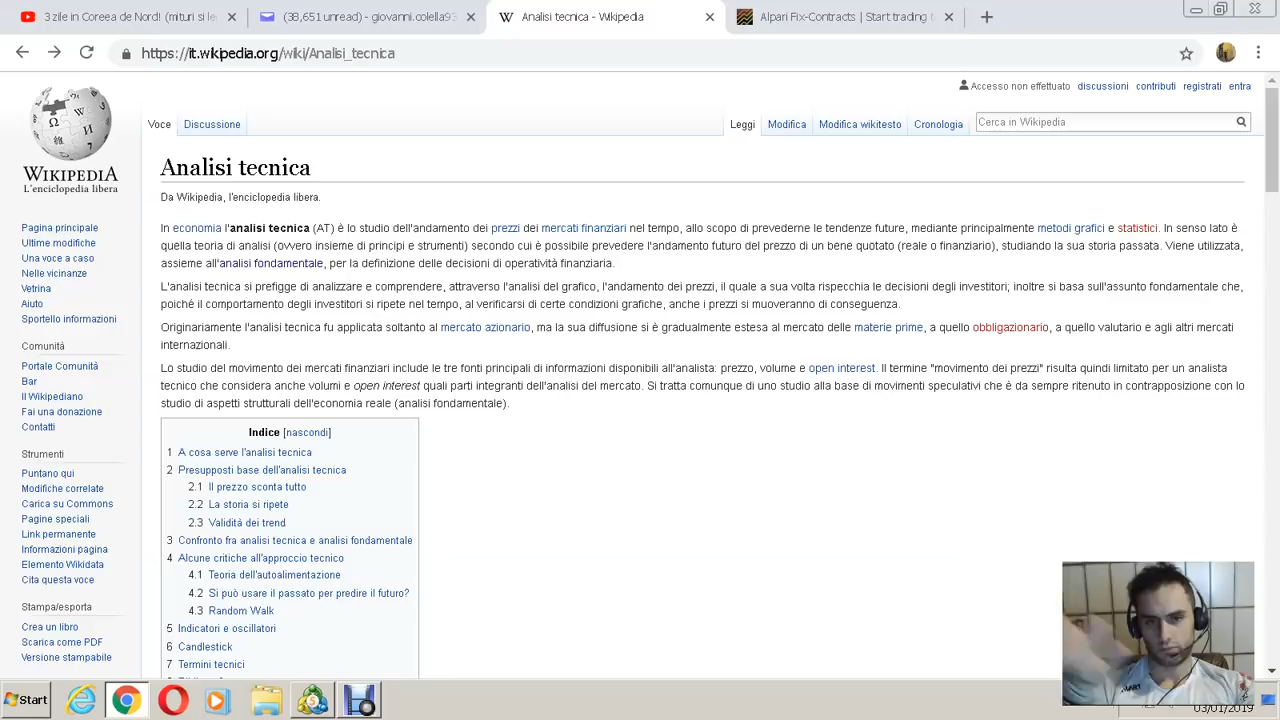 3 zile in Coreea de Nord! (mituri si le
(38,651 unread) - giovanni.colella93
Analisi tecnica - Wikipedia
Alpari Fix-Contracts | Start trading
https://it.wikipedia.org/wiki/Analisi_tecnica
Accesso non effettuato discussioni contributi registrati entra
Voce Discussione Leggi Modifica Modifica wikitesto Cronologia Cerca in Wikipedia
WIKIPEDIA
L'enciclopedia libera
Analisi tecnica
Da Wikipedia, l'enciclopedia libera.
In economia l'analisi tecnica (AT) è lo studio dell'andamento dei prezzi dei mercati finanziari nel tempo, allo scopo di prevederne le tendenze future, mediante principalmente metodi grafici e statistici. In senso lato è
quella teoria di analisi (ovvero insieme di principi e strumenti) secondo cui è possibile prevedere l'andamento futuro del prezzo di un bene quotato (reale o finanziario), studiando la sua storia passata. Viene utilizzata,
assieme all'analisi fondamentale, per la definizione delle decisioni di operatività finanziaria.
L'analisi tecnica si prefigge di analizzare e comprendere, attraverso l'analisi del grafico, l'andamento dei prezzi, il quale a sua volta rispecchia le decisioni degli investitori; inoltre si basa sull'assunto fondamentale che,
poiché il comportamento degli investitori si ripete nel tempo, al verificarsi di certe condizioni grafiche, anche i prezzi si muoveranno di conseguenza.
Originariamente l'analisi tecnica fu applicata soltanto al mercato azionario, ma la sua diffusione si è gradualmente estesa al mercato delle materie prime, a quello obbligazionario, a quello valutario e agli altri mercati
internazionali.
Lo studio del movimento dei mercati finanziari include le tre fonti principali di informazioni disponibili all'analista: prezzo, volume e open interest. Il termine "movimento dei prezzi" risulta quindi limitato per un analista
tecnico che considera anche volumi e open interest quali parti integranti dell'analisi del mercato. Si tratta comunque di uno studio alla base di movimenti speculativi che è da sempre ritenuto in contrapposizione con lo
studio di aspetti strutturali dell'economia reale (analisi fondamentale).
Indice [nascondi]
1 A cosa serve l'analisi tecnica
2 Presupposti base dell'analisi tecnica
2.1 Il prezzo sconta tutto
2.2 La storia si ripete
2.3 Validità dei trend
3 Confronto fra analisi tecnica e analisi fondamentale
4 Alcune critiche all'approccio tecnico
4.1 Teoria dell'autoalimentazione
4.2 Si può usare il passato per predire il futuro?
4.3 Random Walk
5 Indicatori e oscillatori
6 Candlestick
7 Termini tecnici
Pagina principale
Ultime modifiche
Una voce a caso
Nelle vicinanze
Vetrina
Aiuto
Sportello informazioni
Comunità
Portale Comunità
Bar
Il Wikipediano
Fai una donazione
Contatti
Strumenti
Puntano qui
Modifiche correlate
Carica su Commons
Pagine speciali
Link permanente
Informazioni pagina
Elemento Wikidata
Cita questa voce
Stampa/esporta
Crea un libro
Scarica come PDF
Versione stampabile
Start
03/01/2019